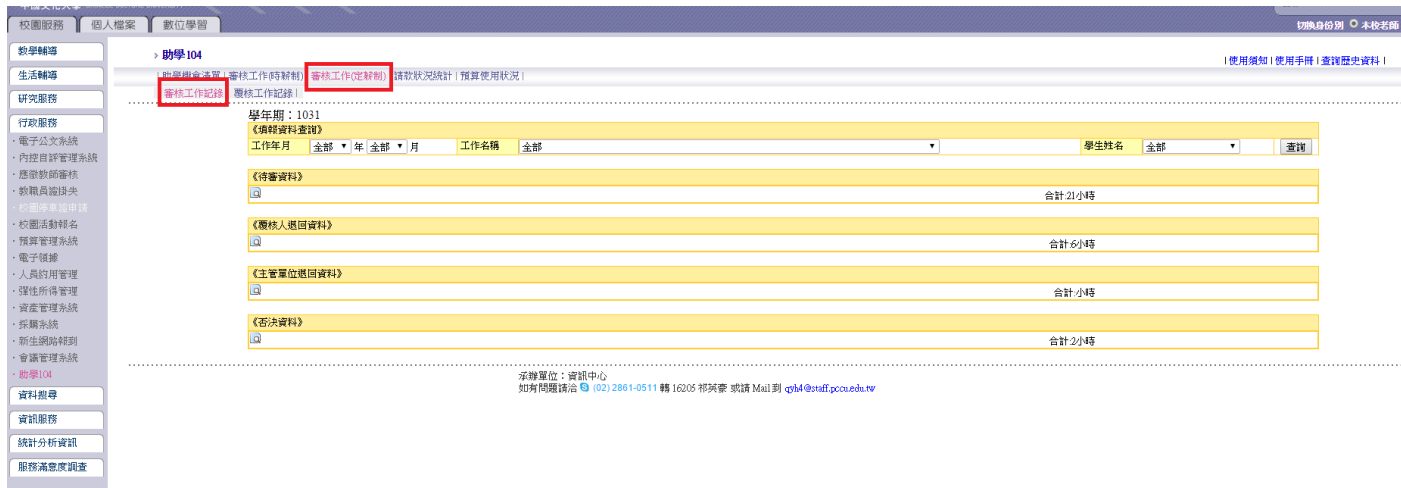 校園服務 個人檔案 數位學習
切換身份別 本校老師
教學輔導
生活輔導
研究服務
行政服務
·電子公文系統
·內控自評管理系統
·應徵教師審核
·教職員證掛失
·校園停車證申請
·校園活動報名
·預算管理系統
·電子領據
·人員約用管理
·彈性所得管理
·資產管理系統
·採購系統
·新生網路報到
·會議管理系統
·助學104
資料搜尋
資訊服務
統計分析資訊
服務滿意度調查
› 助學104
|使用須知|使用手冊|查詢歷史資料|
|助學機會清單|審核工作(時薪制)|審核工作(定薪制)|請款狀況統計|預算使用狀況|
審核工作記錄|覆核工作記錄|
學年期：1031
《填報資料查詢》
工作年月 全部 年 全部 月 工作名稱 全部 學生姓名 全部 查詢
《待審資料》
合計:21小時
《覆核人退回資料》
合計:6小時
《主管單位退回資料》
合計:小時
《否決資料》
合計:2小時
承辦單位：資訊中心
如有問題請洽 (02) 2861-0511 轉 16205 祁英豪 或請 Mail 到 qyh4@staff.pccu.edu.tw